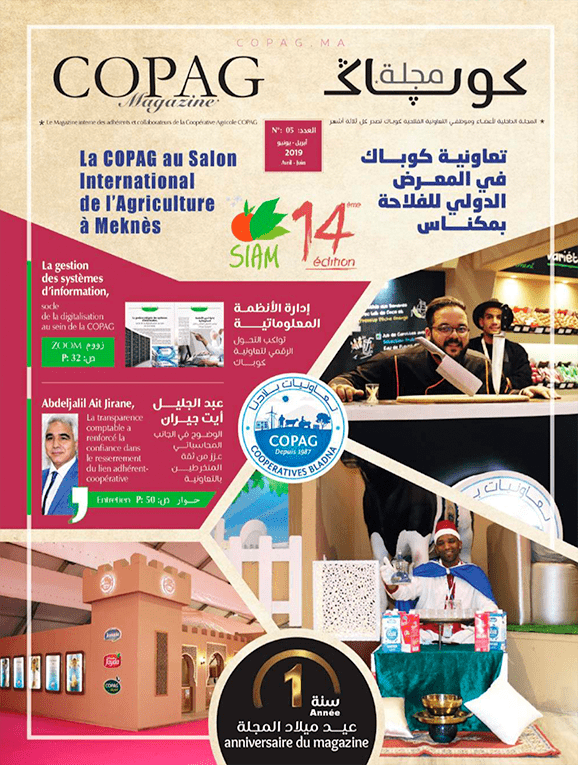 COPAG.MA
COPAG
Magazine
مجلة كوپاگ
★ Le Magazine interne des adhérents et collaborateurs de la Coopérative Agricole COPAG
المجلة الداخلية لأعضاء وموظفي التعاونية الفلاحية كوباك تصدر كل ثلاثة أشهر ★
N°: 05 العدد:
أبريل - يونيو
2019
Avril - Juin
La COPAG au Salon
International
de l'Agriculture
à Meknès
تعاونية كوباك
في المعرض
الدولي للفلاحة
بمكناس
SIAM
14ème
édition
La gestion
des systèmes
d'information,
socle
de la digitalisation
au sein de la COPAG
ZOOM زووم
P: 32 :ص
إدارة الأنظمة
المعلوماتية
تواكب التحول
الرقمي لتعاونية
كوباك
Abdeljalil Ait Jirane,
La transparence
comptable a
renforcé la
confiance dans
le resserrement
du lien adhérent-
coopérative
عبد الجليل
أيت جيران
الوضوح في الجانب
المحاسباتي
عزز من ثقة
المنخرطين
بالتعاونية
Entretien P: 50 :ص حوار
تعاونيات بلادنا
COPAG
Depuis 1987
COOPERATIVES BLADNA
variét
Jaouda
COPAG
1
سنة
Année
عيد ميلاد المجلة
anniversaire du magazine